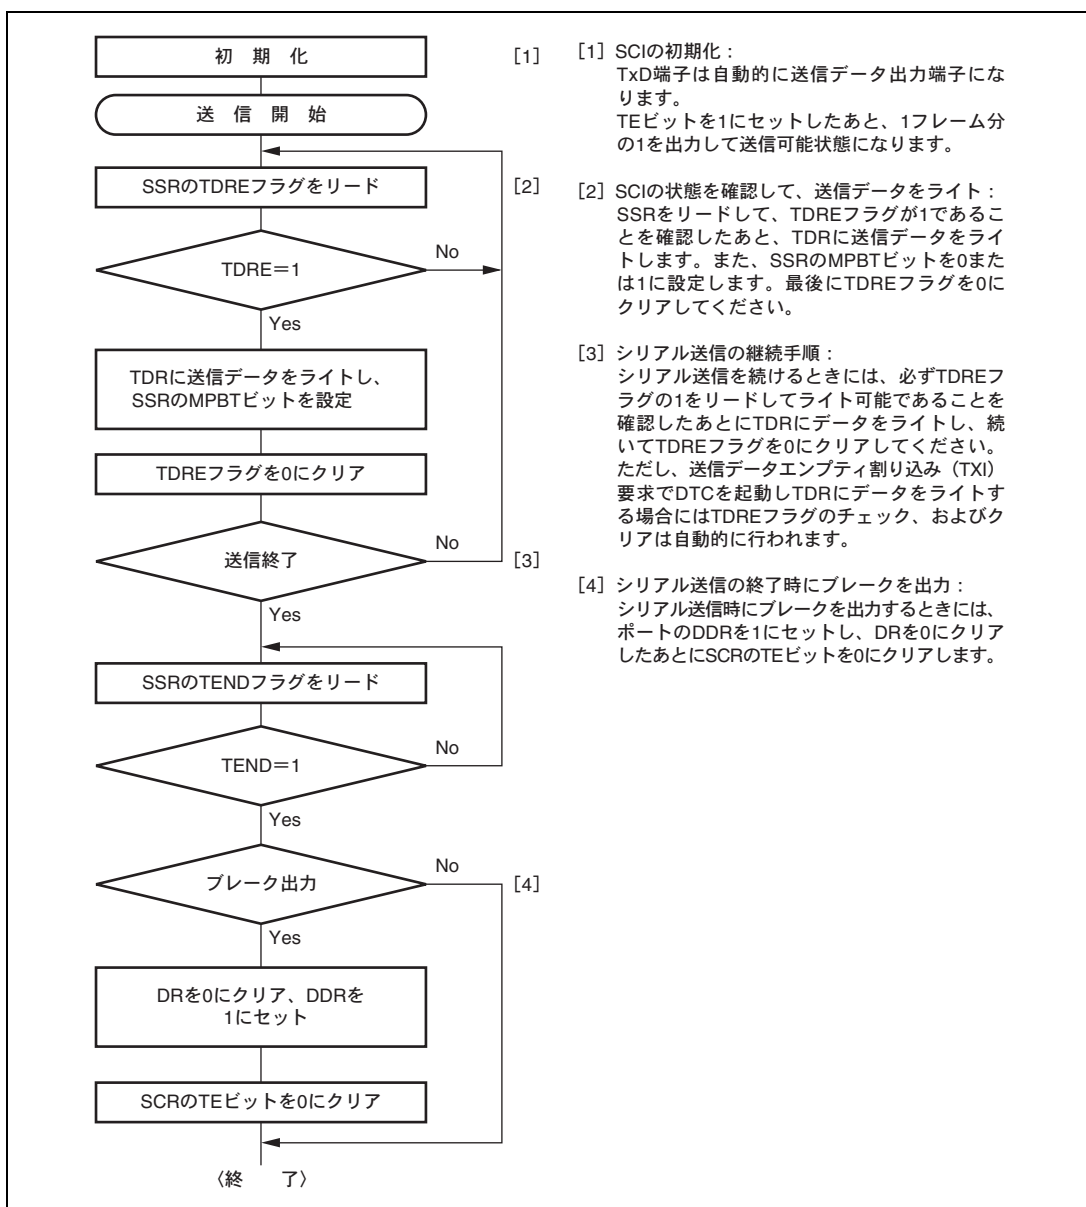 初 期 化 [1]
送 信 開 始
SSRのTDREフラグをリード [2]
TDRE＝1
No
Yes
TDRに送信データをライトし、
SSRのMPBTビットを設定
TDREフラグを0にクリア
送信終了
No
[3]
Yes
SSRのTENDフラグをリード
TEND＝1
No
Yes
ブレーク出力
No
[4]
Yes
DRを0にクリア、DDRを
1にセット
SCRのTEビットを0にクリア
〈終 了〉
[1] SCIの初期化：
TxD端子は自動的に送信データ出力端子にな
ります。
TEビットを1にセットしたあと、1フレーム分
の1を出力して送信可能状態になります。
[2] SCIの状態を確認して、送信データをライト：
SSRをリードして、TDREフラグが1であるこ
とを確認したあと、TDRに送信データをライ
トします。また、SSRのMPBTビットを0また
は1に設定します。最後にTDREフラグを0に
クリアしてください。
[3] シリアル送信の継続手順：
シリアル送信を続けるときには、必ずTDREフ
ラグの1をリードしてライト可能であることを
確認したあとにTDRにデータをライトし、続
いてTDREフラグを0にクリアしてください。
ただし、送信データエンプティ割り込み（TXI）
要求でDTCを起動しTDRにデータをライトす
る場合にはTDREフラグのチェック、およびク
リアは自動的に行われます。
[4] シリアル送信の終了時にブレークを出力：
シリアル送信時にブレークを出力するときには、
ポートのDDRを1にセットし、DRを0にクリア
したあとにSCRのTEビットを0にクリアします。